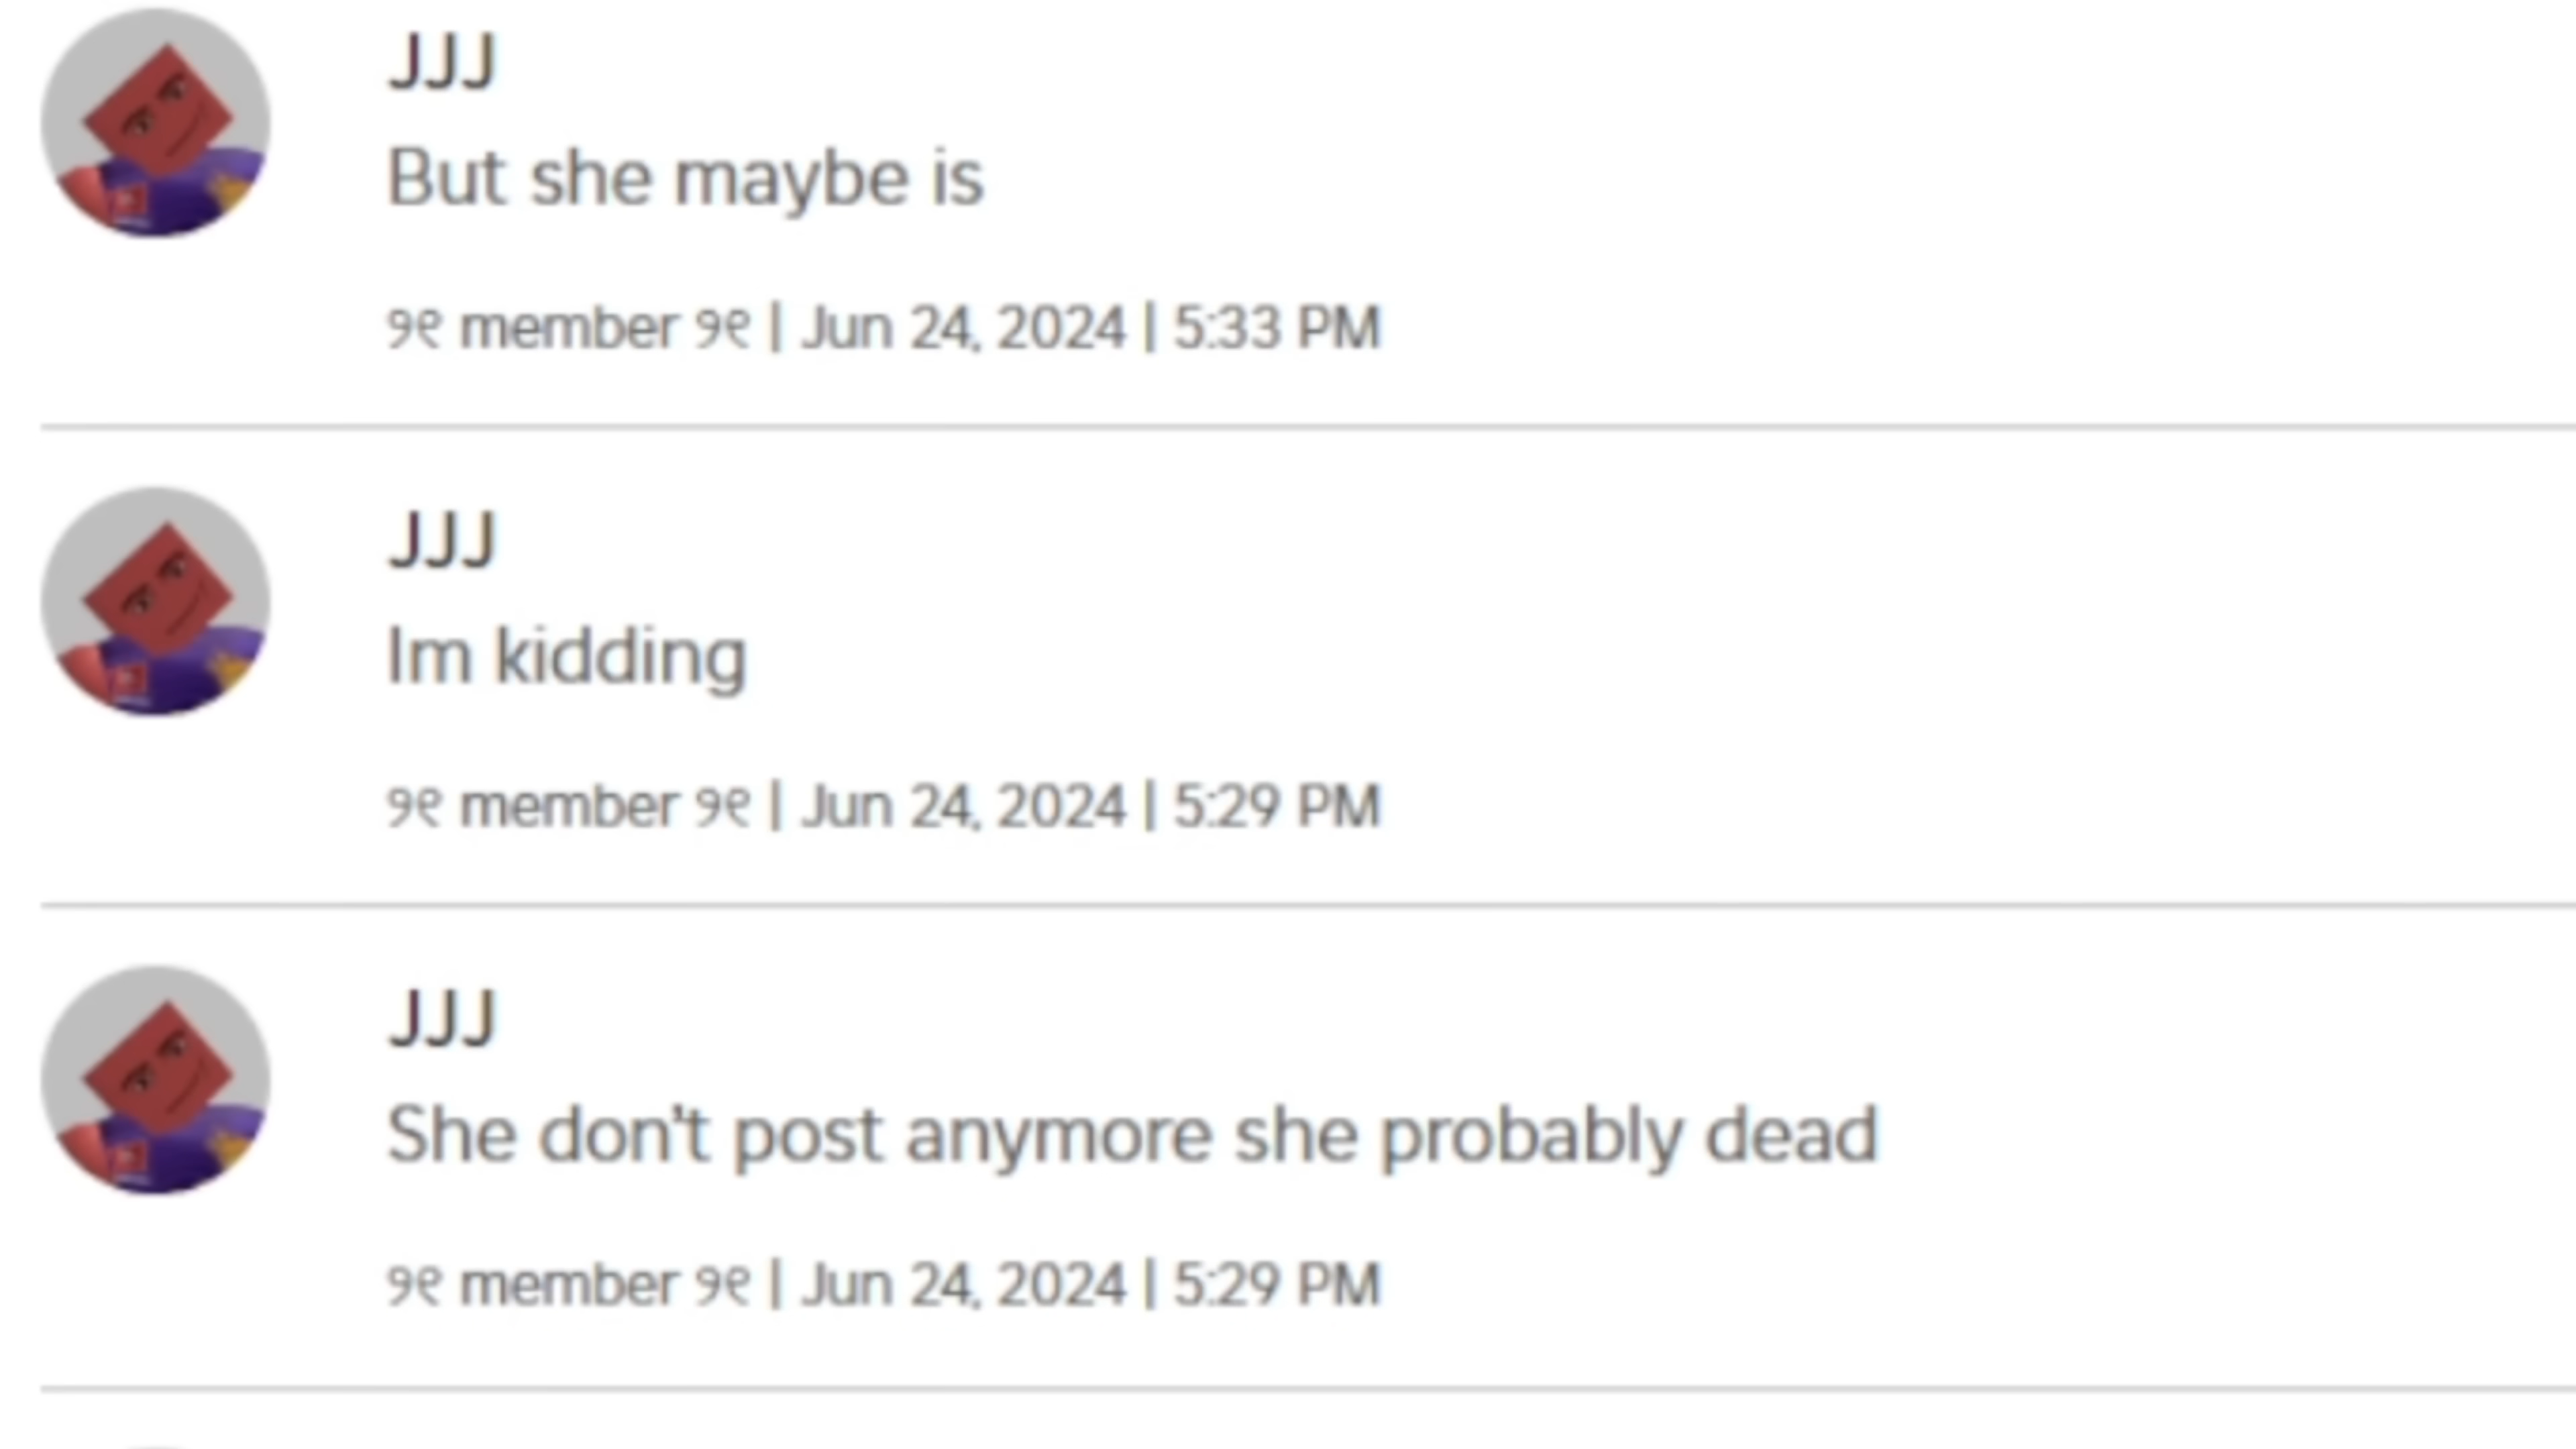 JJJ
But she maybe is
୨୧ member ୨୧ | Jun 24, 2024 | 5:33 PM
JJJ
Im kidding
୨୧ member ୨୧ | Jun 24, 2024 | 5:29 PM
JJJ
She don't post anymore she probably dead
୨୧ member ୨୧ | Jun 24, 2024 | 5:29 PM